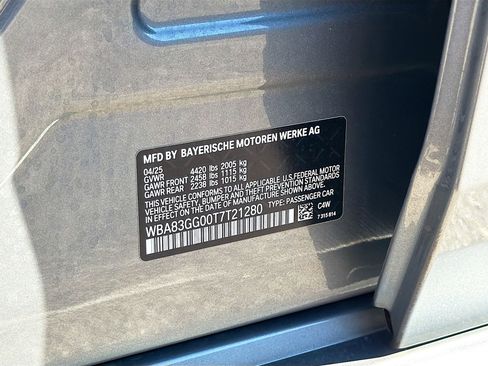 MFD BY BAYERISCHE MOTOREN WERKE AG
04/25
GVWR 4420 lbs 2005 kg
GAWR FRONT 2458 lbs 1115 kg
GAWR REAR 2238 lbs 1015 kg
THIS VEHICLE CONFORMS TO ALL
APPLICABLE U.S. FEDERAL MOTOR VEHICLE SAFETY,
BUMPER, AND THEFT PREVENTION STANDARDS
IN EFFECT ON THE DATE OF MANUFACTURE
SHOWN ABOVE. TYPE: PASSENGER CAR
WBA83GG00T7T21280
C4W
7 315 814